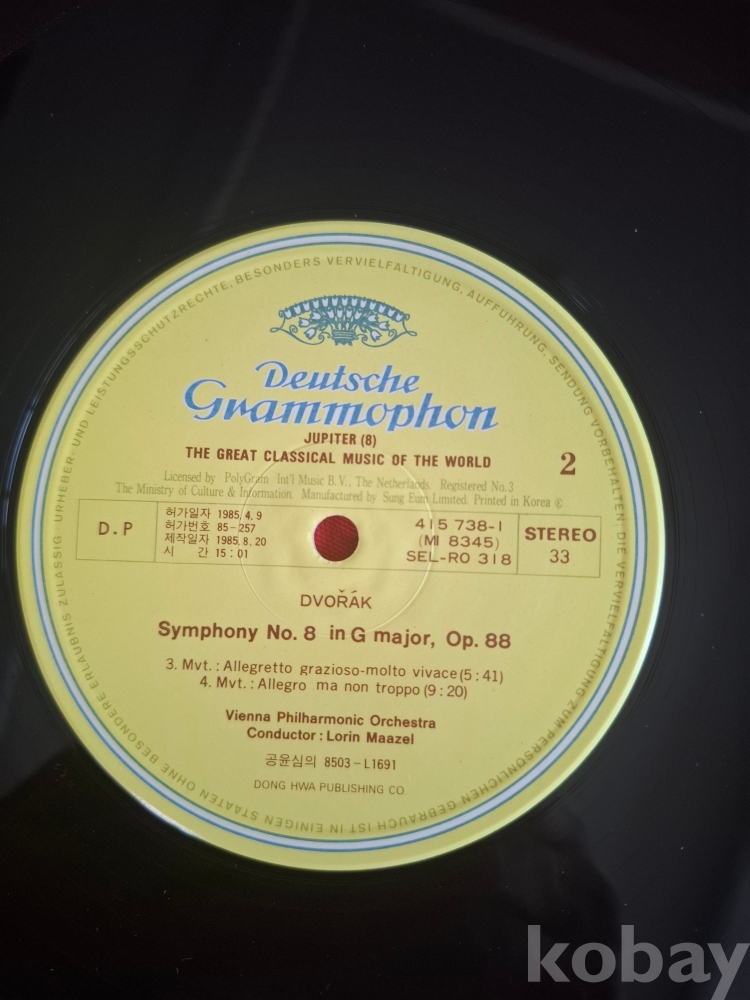 URHEBER- UND LEISTUNGSSCHUTZRECHTE, BESONDERS VERVIELFÄLTIGUNG, AUFFÜHRUNG, SENDUNG VORBEHALTEN. DIE VERVIELFÄLTIGUNG ZUM PERSÖNLICHEN GEBRAUCH IST IN EINIGEN STAATEN OHNE BESONDERE ERLAUBNIS ZULÄSSIG -
Deutsche
Grammophon
JUPITER (8)
THE GREAT CLASSICAL MUSIC OF THE WORLD
2
Licensed by PolyGram Int'l Music B.V., The Netherlands. Registered No.3
The Ministry of Culture & Information. Manufactured by Sung Eum Limited. Printed in Korea ©
D.P
허가일자 1985.4.9
허가번호 85-257
제작일자 1985.8.20
시 간 15:01
415 738-1
(MI 8345)
SEL-RO 318
STEREO
33
DVOŘÁK
Symphony No. 8 in G major, Op. 88
3. Mvt.: Allegretto grazioso-molto vivace (5:41)
4. Mvt.: Allegro ma non troppo (9:20)
Vienna Philharmonic Orchestra
Conductor: Lorin Maazel
공윤심의 8503-L1691
DONG HWA PUBLISHING CO.
kobay